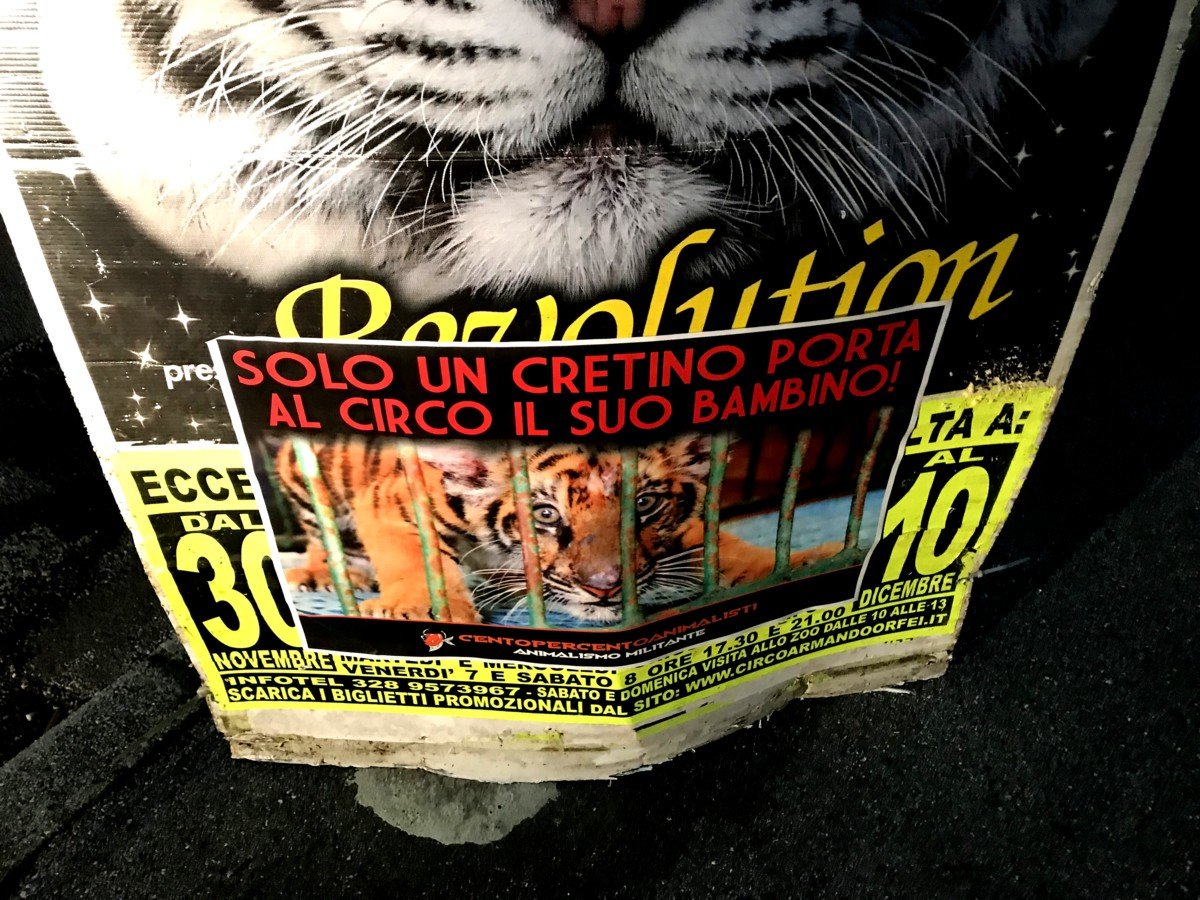 Revolution
pres
SOLO UN CRETINO PORTA
AL CIRCO IL SUO BAMBINO!
ECCE
LTA A:
DAL
AL
30
10
NOVEMBRE
DICEMBRE
CENTOPERCENTOANIMALISTI
ANIMALISMO MILITANTE
VENERDI' 7 E SABATO 8 ORE 17.30 E 21.00
INFOTEL 328 9573967 - SABATO E DOMENICA VISITA ALLO ZOO DALLE 10 ALLE 13
SCARICA I BIGLIETTI PROMOZIONALI DAL SITO: WWW.CIRCOARMANDOORFEI.IT